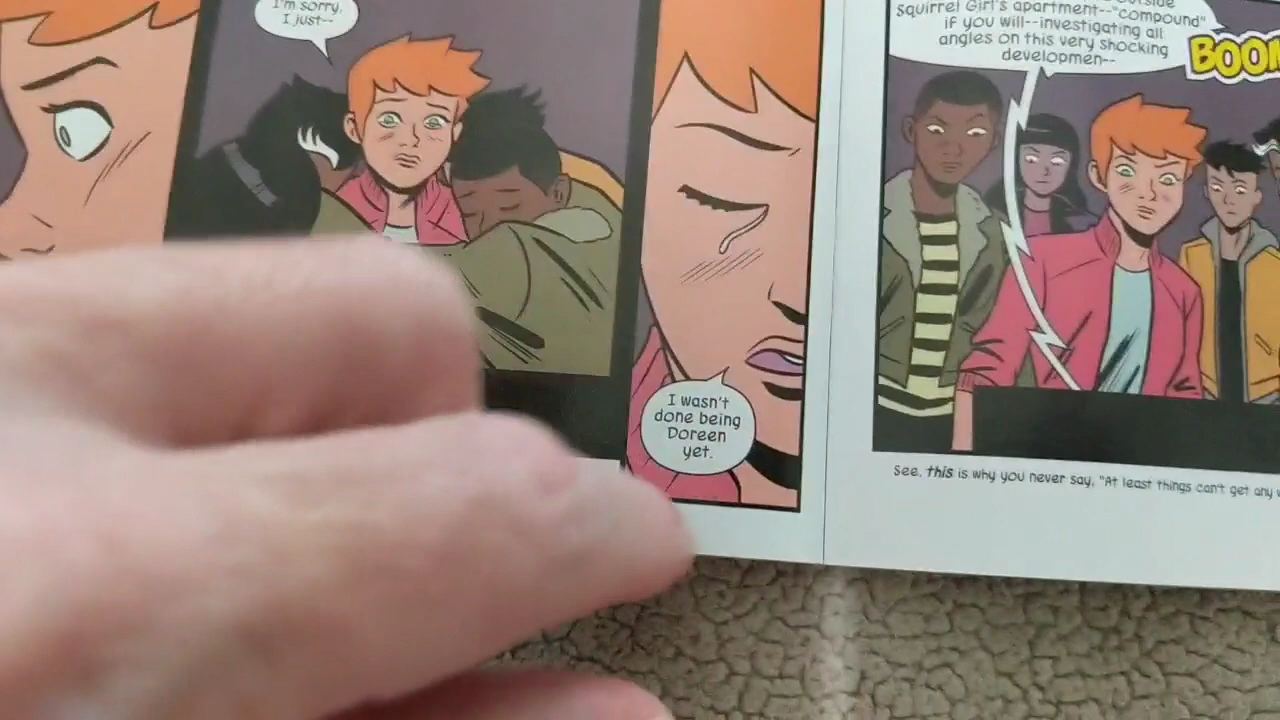 I'm sorry,
I just--
I wasn't
done being
Doreen
yet.
squirrel Girl's apartment--"compound"
if you will--investigating all
angles on this very shocking
developmen--
BOOM
See, this is why you never say, "At least things can't get any